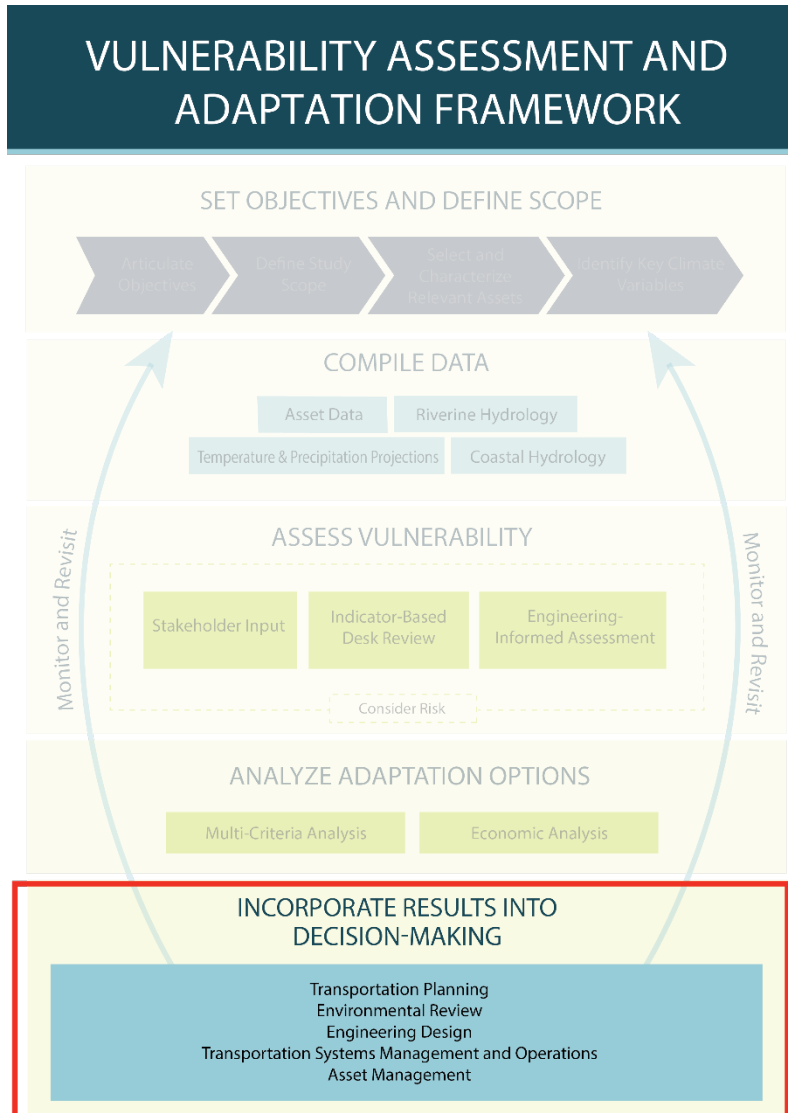 VULNERABILITY ASSESSMENT AND
ADAPTATION FRAMEWORK
SET OBJECTIVES AND DEFINE SCOPE
Articulate
Objectives
Define Study
Scope
Select and
Characterize
Relevant Assets
Identify Key Climate
Variables
COMPILE DATA
Asset Data
Riverine Hydrology
Temperature & Precipitation Projections
Coastal Hydrology
Monitor and Revisit
ASSESS VULNERABILITY
Stakeholder Input
Indicator-Based
Desk Review
Engineering-
Informed Assessment
Consider Risk
Monitor and Revisit
ANALYZE ADAPTATION OPTIONS
Multi-Criteria Analysis
Economic Analysis
INCORPORATE RESULTS INTO
DECISION-MAKING
Transportation Planning
Environmental Review
Engineering Design
Transportation Systems Management and Operations
Asset Management